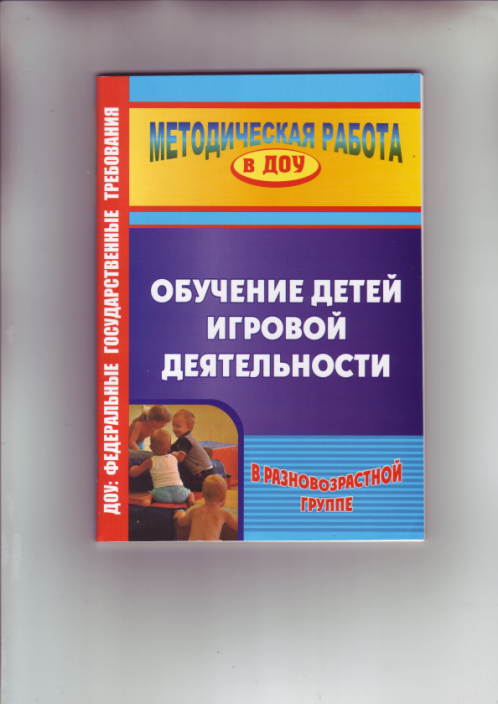 ДОУ: ФЕДЕРАЛЬНЫЕ ГОСУДАРСТВЕННЫЕ ТРЕБОВАНИЯ
МЕТОДИЧЕСКАЯ РАБОТА
В ДОУ
ОБУЧЕНИЕ ДЕТЕЙ
ИГРОВОЙ
ДЕЯТЕЛЬНОСТИ
В РАЗНОВОЗРАСТНОЙ
ГРУППЕ